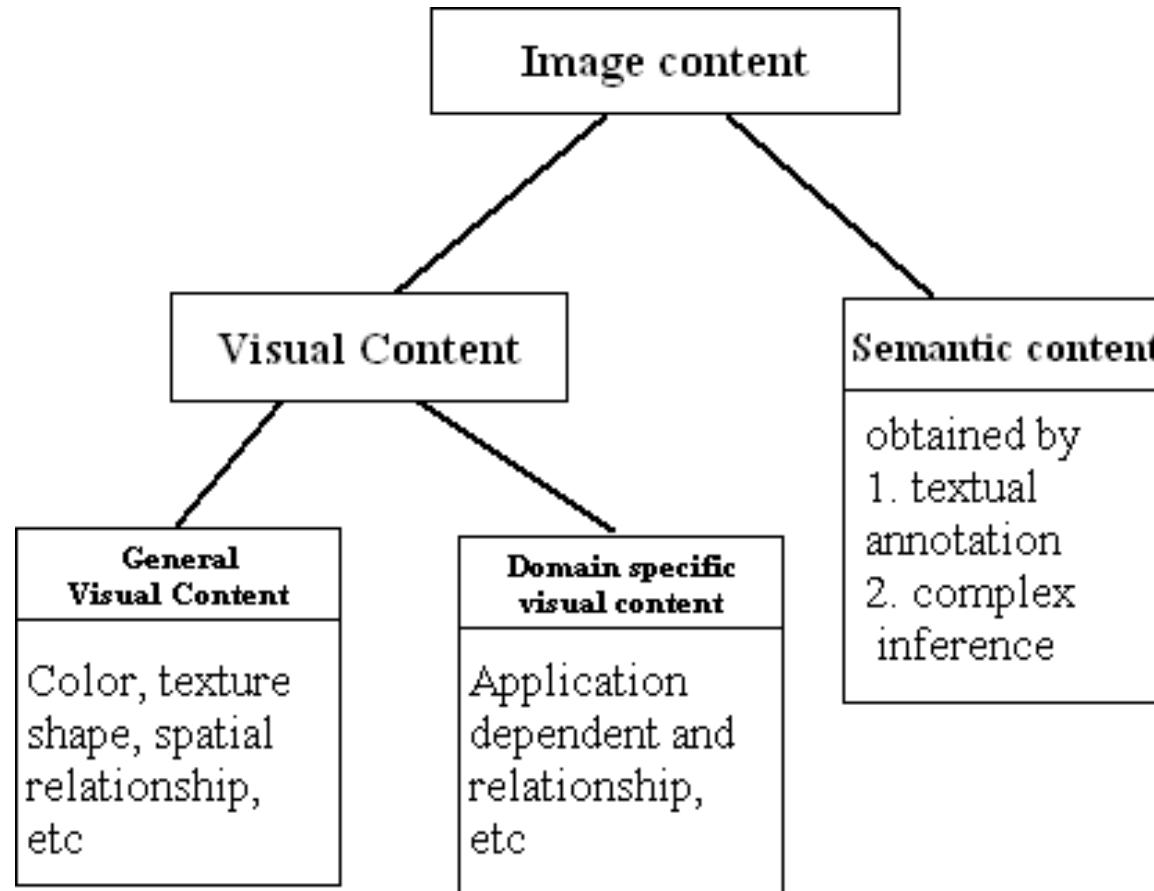 Image content
Visual Content
Semantic content
obtained by
1. textual
annotation
2. complex
inference
General
Visual Content
Color, texture
shape, spatial
relationship,
etc
Domain specific
visual content
Application
dependent and
relationship,
etc